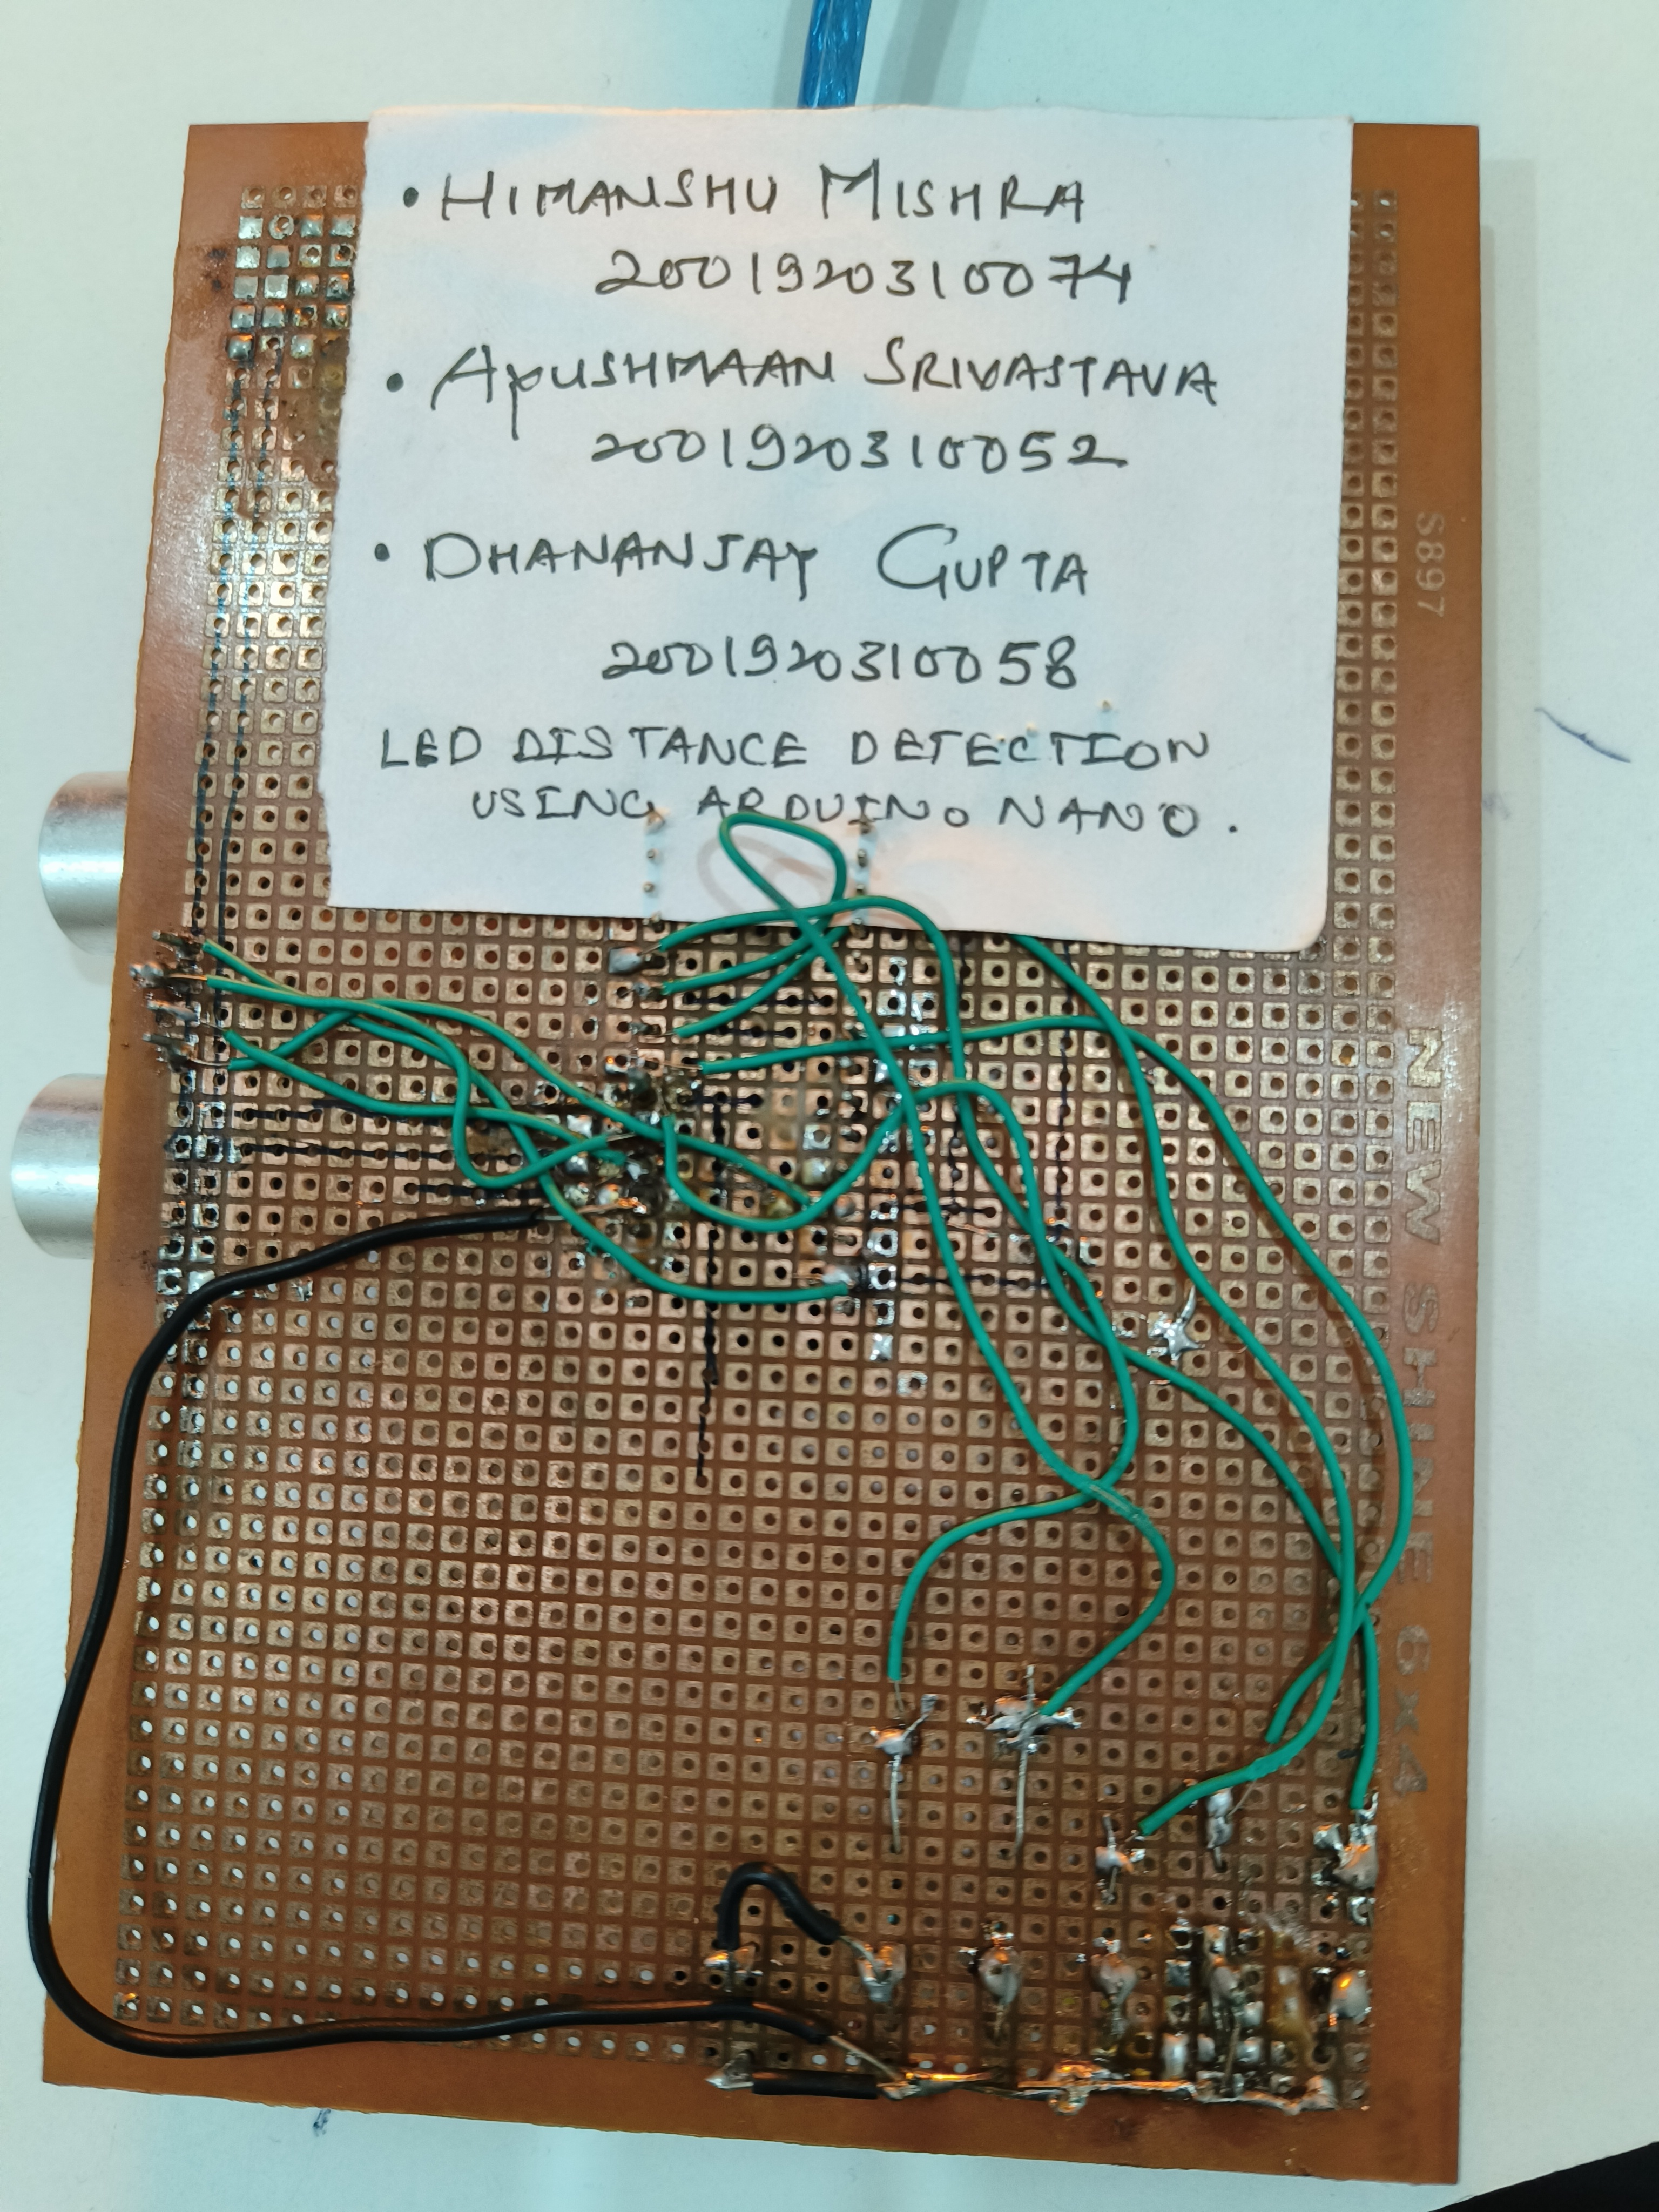 • HIMANSHU MISHRA
2001920310074
• AYUSHMAAN SRIVASTAVA
2001920310052
• DHANANJAY GUPTA
2001920310058
LED DISTANCE DETECTION
USING ARDUINO NANO.
S897
NEW SHINE 6x4